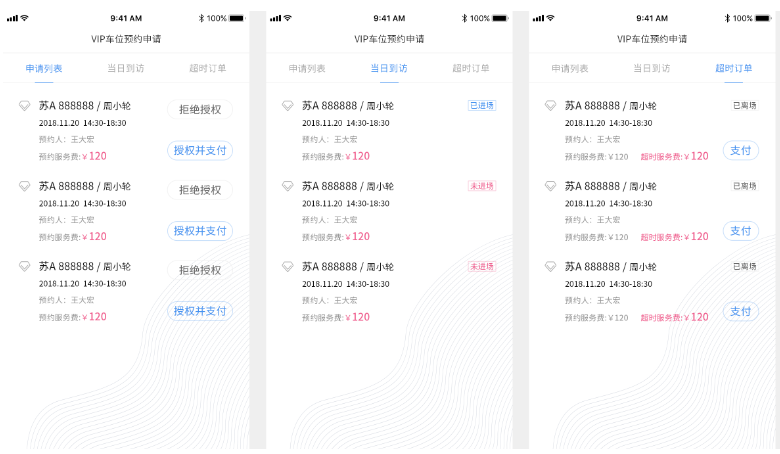 9:41 AM
100%
VIP车位预约申请
申请列表 当日到访 超时订单
苏A 888888 / 周小轮
拒绝授权
2018.11.20 14:30-18:30
预约人：王大宏
授权并支付
预约服务费:￥120
苏A 888888 / 周小轮
拒绝授权
2018.11.20 14:30-18:30
预约人：王大宏
授权并支付
预约服务费:￥120
苏A 888888 / 周小轮
拒绝授权
2018.11.20 14:30-18:30
预约人：王大宏
授权并支付
预约服务费:￥120
9:41 AM
100%
VIP车位预约申请
申请列表 当日到访 超时订单
苏A 888888 / 周小轮
已进场
2018.11.20 14:30-18:30
预约人：王大宏
预约服务费:￥120
苏A 888888 / 周小轮
未进场
2018.11.20 14:30-18:30
预约人：王大宏
预约服务费:￥120
苏A 888888 / 周小轮
未进场
2018.11.20 14:30-18:30
预约人：王大宏
预约服务费:￥120
9:41 AM
100%
VIP车位预约申请
申请列表 当日到访 超时订单
苏A 888888 / 周小轮
已离场
2018.11.20 14:30-18:30
预约人：王大宏
支付
预约服务费:￥120 超时服务费:￥120
苏A 888888 / 周小轮
已离场
2018.11.20 14:30-18:30
预约人：王大宏
支付
预约服务费:￥120 超时服务费:￥120
苏A 888888 / 周小轮
已离场
2018.11.20 14:30-18:30
预约人：王大宏
支付
预约服务费:￥120 超时服务费:￥120